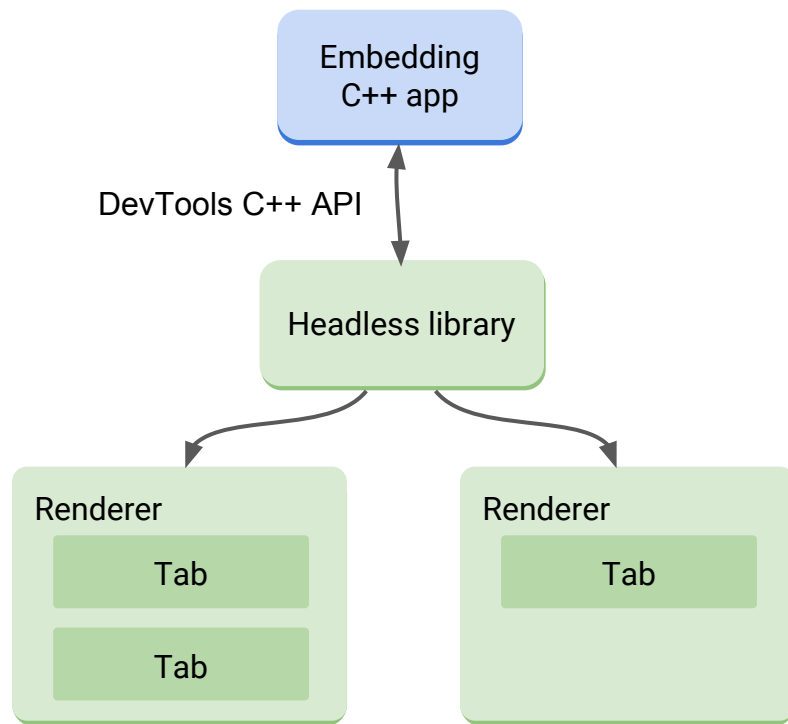 Embedding
C++ app
DevTools C++ API
Headless library
Renderer
Tab
Tab
Renderer
Tab